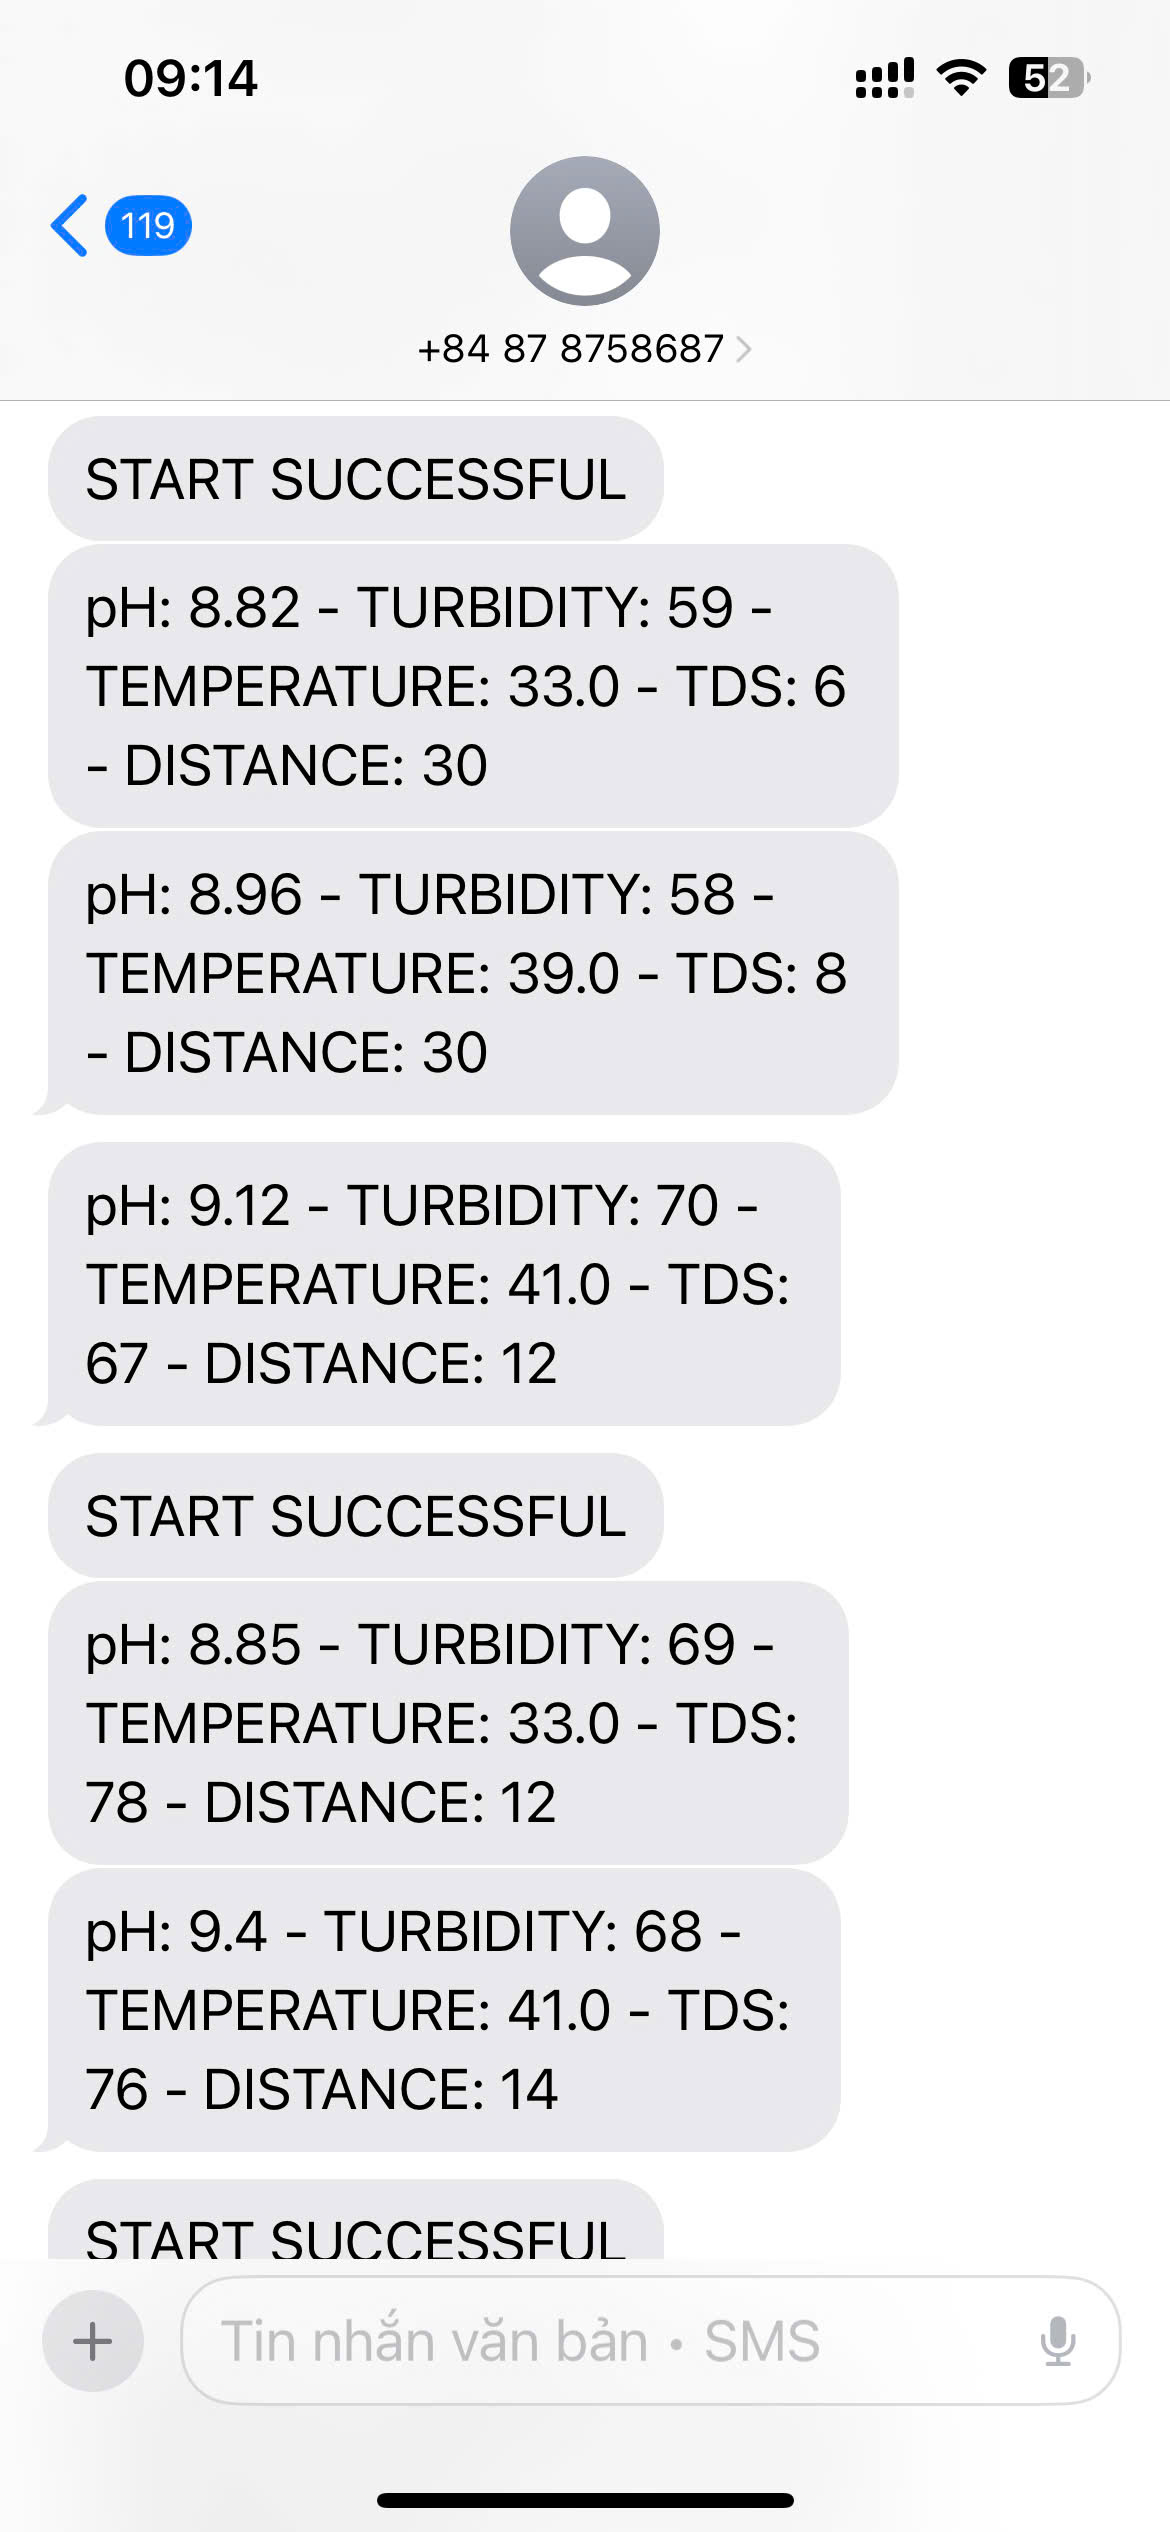 09:14
52
119
+84 87 8758687
START SUCCESSFUL
pH: 8.82 - TURBIDITY: 59 -
TEMPERATURE: 33.0 - TDS: 6
- DISTANCE: 30
pH: 8.96 - TURBIDITY: 58 -
TEMPERATURE: 39.0 - TDS: 8
- DISTANCE: 30
pH: 9.12 - TURBIDITY: 70 -
TEMPERATURE: 41.0 - TDS:
67 - DISTANCE: 12
START SUCCESSFUL
pH: 8.85 - TURBIDITY: 69 -
TEMPERATURE: 33.0 - TDS:
78 - DISTANCE: 12
pH: 9.4 - TURBIDITY: 68 -
TEMPERATURE: 41.0 - TDS:
76 - DISTANCE: 14
START SUCCESSFUL
Tin nhắn văn bản • SMS